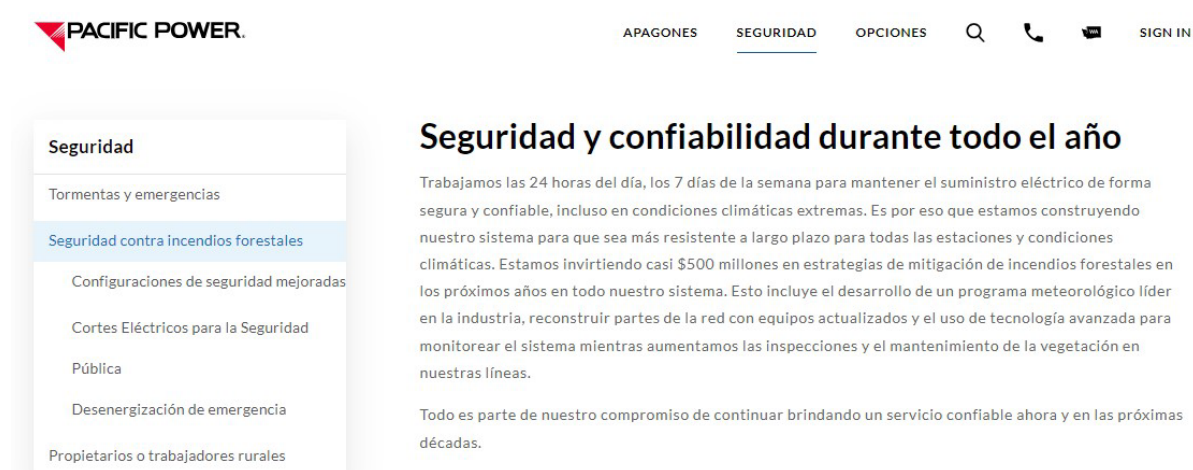 PACIFIC POWER.
APAGONES SEGURIDAD OPCIONES WA SIGN IN
Seguridad
Tormentas y emergencias
Seguridad contra incendios forestales
Configuraciones de seguridad mejoradas
Cortes Eléctricos para la Seguridad
Pública
Desenergización de emergencia
Propietarios o trabajadores rurales
Seguridad y confiabilidad durante todo el año
Trabajamos las 24 horas del día, los 7 días de la semana para mantener el suministro eléctrico de forma
segura y confiable, incluso en condiciones climáticas extremas. Es por eso que estamos construyendo
nuestro sistema para que sea más resistente a largo plazo para todas las estaciones y condiciones
climáticas. Estamos invirtiendo casi $500 millones en estrategias de mitigación de incendios forestales en
los próximos años en todo nuestro sistema. Esto incluye el desarrollo de un programa meteorológico líder
en la industria, reconstruir partes de la red con equipos actualizados y el uso de tecnología avanzada para
monitorear el sistema mientras aumentamos las inspecciones y el mantenimiento de la vegetación en
nuestras líneas.
Todo es parte de nuestro compromiso de continuar brindando un servicio confiable ahora y en las próximas
décadas.